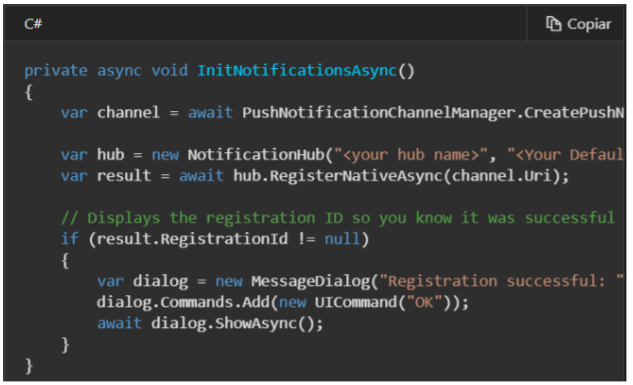 C#
Copiar
private async void InitNotificationsAsync()
{
var channel = await PushNotificationChannelManager.CreatePushN
var hub = new NotificationHub("<your hub name>", "<Your Defaul
var result = await hub.RegisterNativeAsync(channel.Uri);
// Displays the registration ID so you know it was successful
if (result.RegistrationId != null)
{
var dialog = new MessageDialog("Registration successful: "
dialog.Commands.Add(new UICommand("OK"));
await dialog.ShowAsync();
}
}